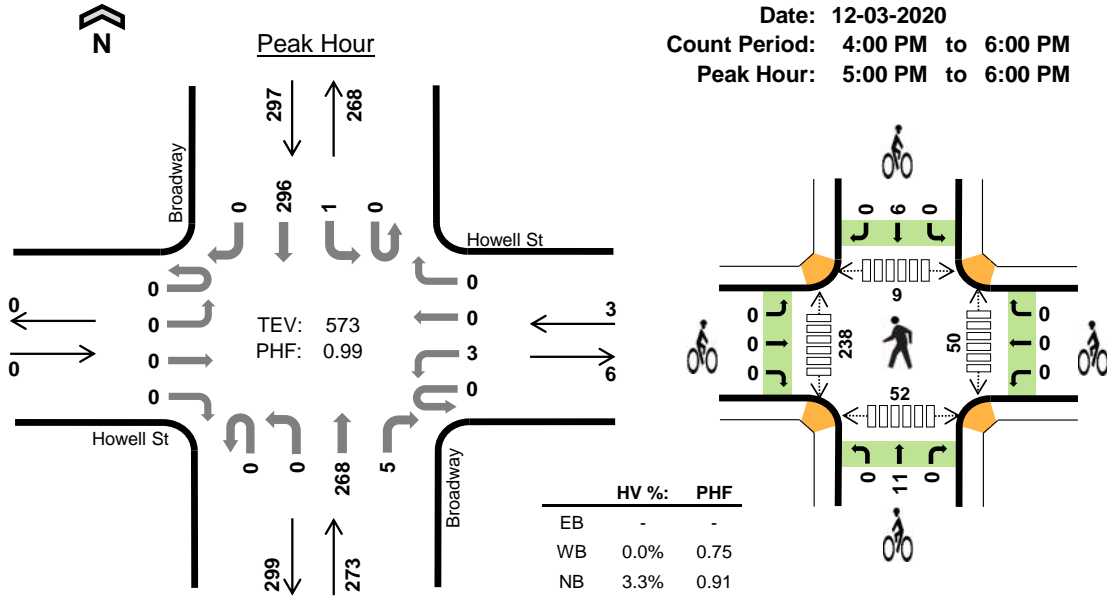 N
Peak Hour
Date: 12-03-2020
Count Period: 4:00 PM to 6:00 PM
Peak Hour: 5:00 PM to 6:00 PM
297
268
Broadway
0
296
1
0
Howell St
0
0
0
0
0
0
0
0
3
0
3
6
TEV: 573
PHF: 0.99
Howell St
0
0
268
5
Broadway
299
273
0
6
0
9
0
0
0
238
50
0
0
0
52
0
11
0
HV %: PHF
EB - -
WB 0.0% 0.75
NB 3.3% 0.91